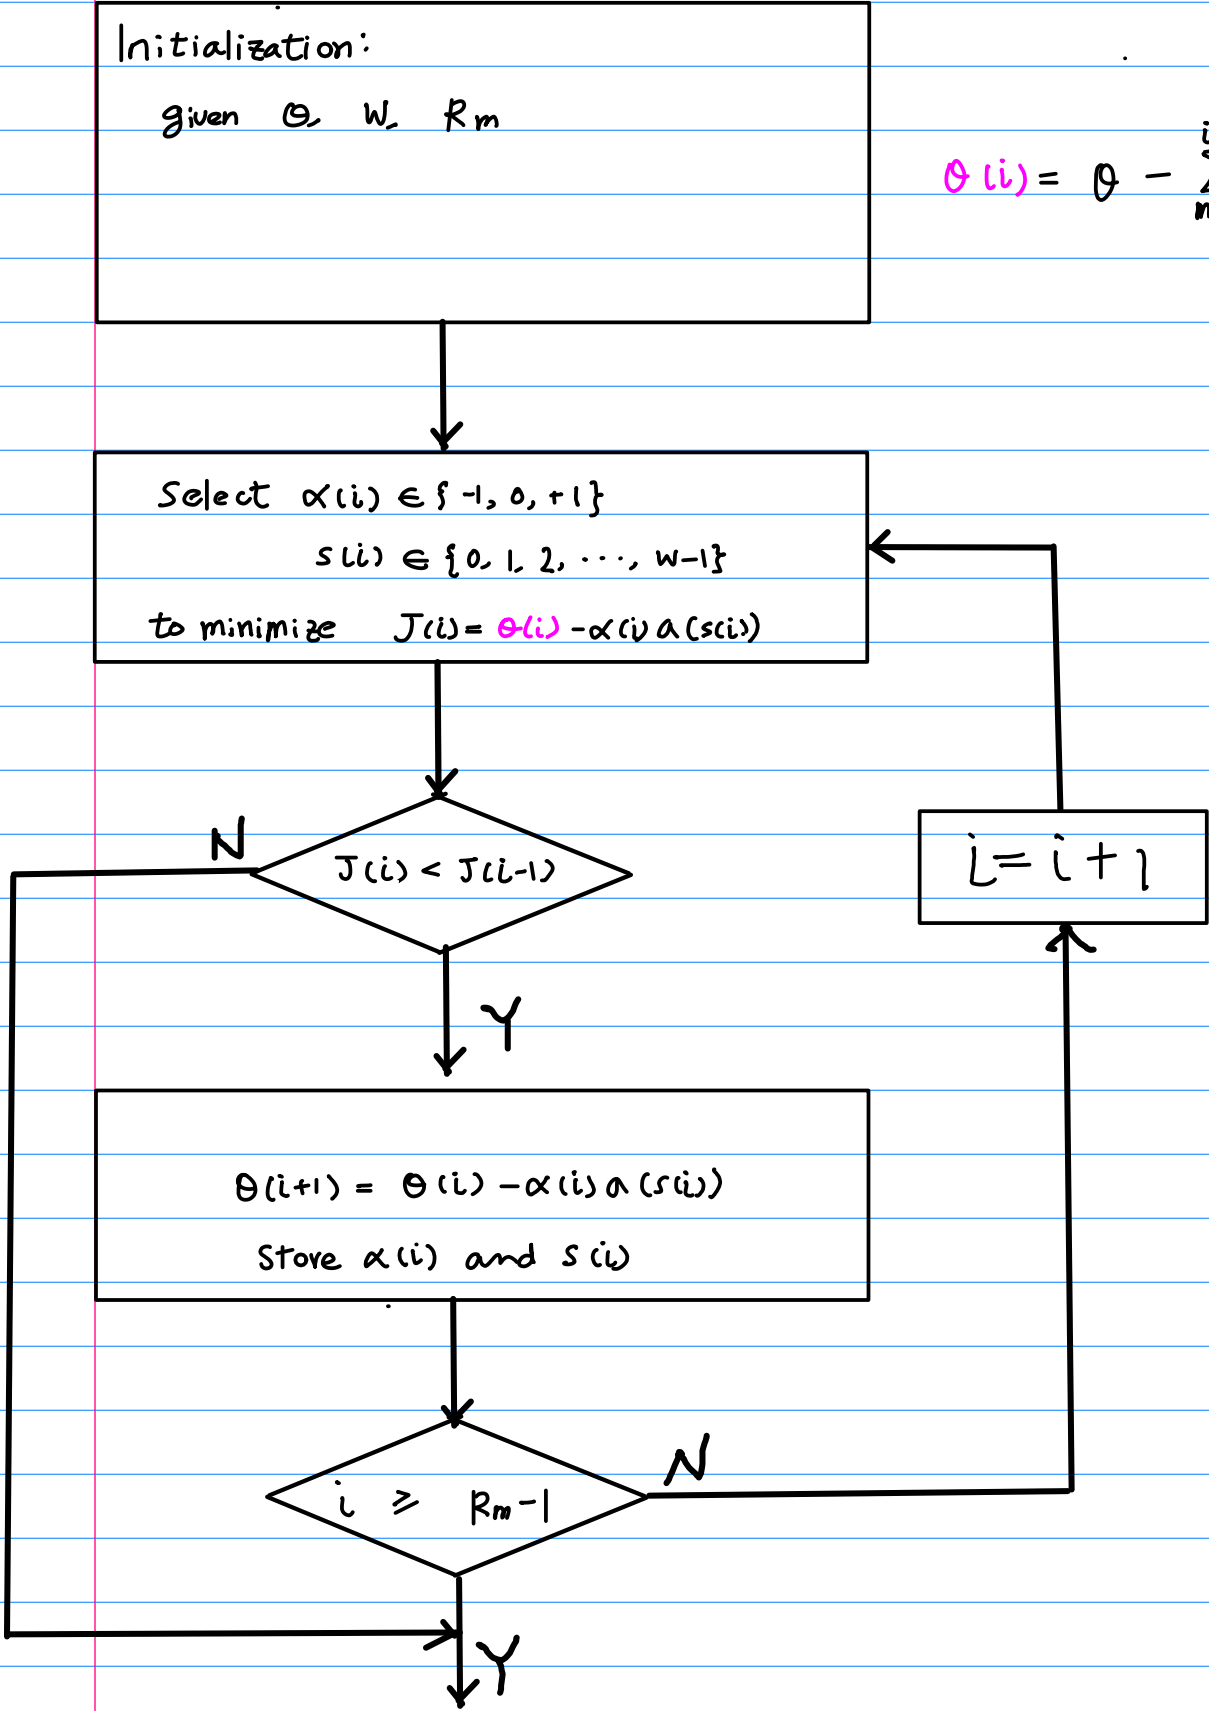 Initialization:
given θ, W, Rm
θ(i) = θ -
Select α(i) ∈ { -1, 0, +1}
s(i) ∈ {0, 1, 2, ···, W-1}
to minimize J(i) = θ(i) - α(i) a(s(i))
N
J(i) < J(i-1)
i = i + 1
Y
θ(i+1) = θ(i) - α(i) a(s(i))
Store α(i) and s(i)
N
i ≥ Rm-1
Y